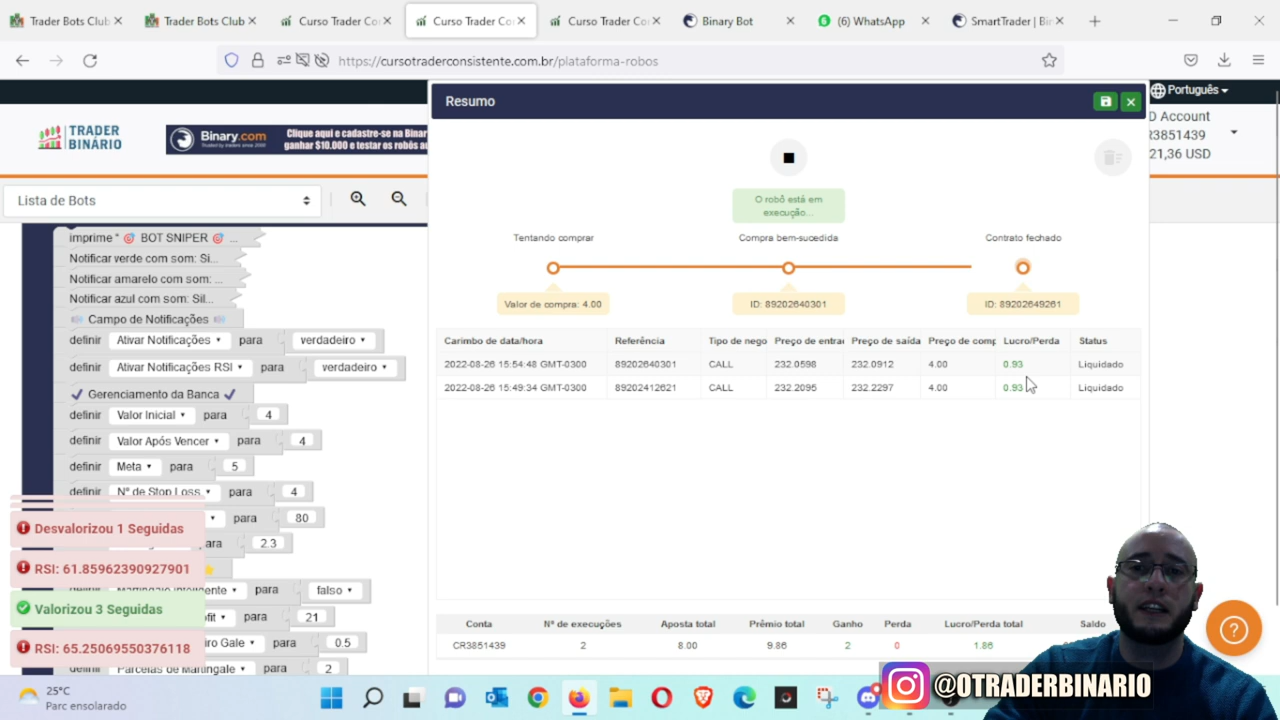 Trader Bots Club
Trader Bots Club
Curso Trader Co
Curso Trader Co
Curso Trader Co
Binary Bot
(6) WhatsApp
SmartTrader | Bi
https://cursotraderconsistente.com.br/plataforma-robos
TRADER
BINÁRIO
Binary.com
Clique aqui e cadastre-se na Binar
ganhar $10.000 e testar os robôs au
Português
D Account
R3851439
21,36 USD
Lista de Bots
Resumo
O robô está em
execução...
Tentando comprar
Compra bem-sucedida
Contrato fechado
Valor de compra: 4.00
ID: 89202640301
ID: 89202649261
Carimbo de data/hora Referência Tipo de nego Preço de entrar Preço de saída Preço de comp Lucro/Perda Status
2022-08-26 15:54:48 GMT-0300 89202640301 CALL 232.0598 232.0912 4.00 0.93 Liquidado
2022-08-26 15:49:34 GMT-0300 89202412621 CALL 232.2095 232.2297 4.00 0.93 Liquidado
Conta Nº de execuções Aposta total Prêmio total Ganho Perda Lucro/Perda total Saldo
CR3851439 2 8.00 9.86 2 0 1.86
imprime " 🎯 BOT SNIPER 🎯 ...
Notificar verde com som: Si...
Notificar amarelo com som: ...
Notificar azul com som: Sil...
Campo de Notificações
definir Ativar Notificações para verdadeiro
definir Ativar Notificações RSI para verdadeiro
✔ Gerenciamento da Banca ✔
definir Valor Inicial para 4
definir Valor Após Vencer para 4
definir Meta para 5
definir Nº de Stop Loss para 4
para 80
ara 2.3
Martingale Inteligente para falso
ofit para 21
iro Gale para 0.5
definir Parcelas de Martingale para 2
Desvalorizou 1 Seguidas
RSI: 61.85962390927901
Valorizou 3 Seguidas
RSI: 65.25069550376118
@OTRADERBINARIO
25°C
Parc ensolarado